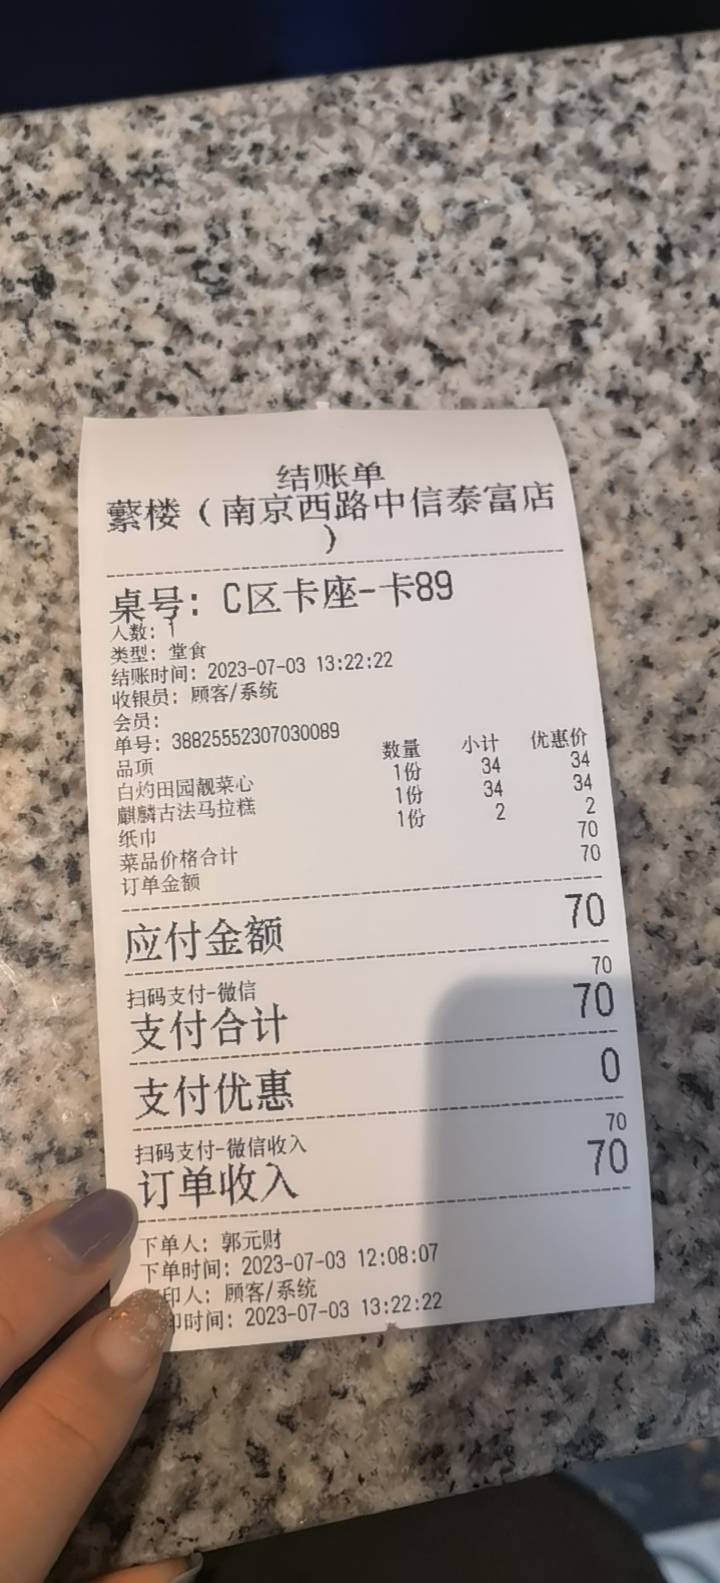 结账单
蘩楼（南京西路中信泰富店
）
桌号：C区卡座-卡89
人数：1
类型：堂食
结账时间：2023-07-03 13:22:22
收银员：顾客/系统
会员：
单号：38825552307030089
品项 数量 小计 优惠价
白灼田园靓菜心 1份 34 34
麒麟古法马拉糕 1份 34 34
纸巾 1份 2 2
菜品价格合计 70
订单金额 70
应付金额 70
扫码支付-微信 70
支付合计 70
支付优惠 0
扫码支付-微信收入 70
订单收入 70
下单人：郭元财
下单时间：2023-07-03 12:08:07
印人：顾客/系统
印时间：2023-07-03 13:22:22